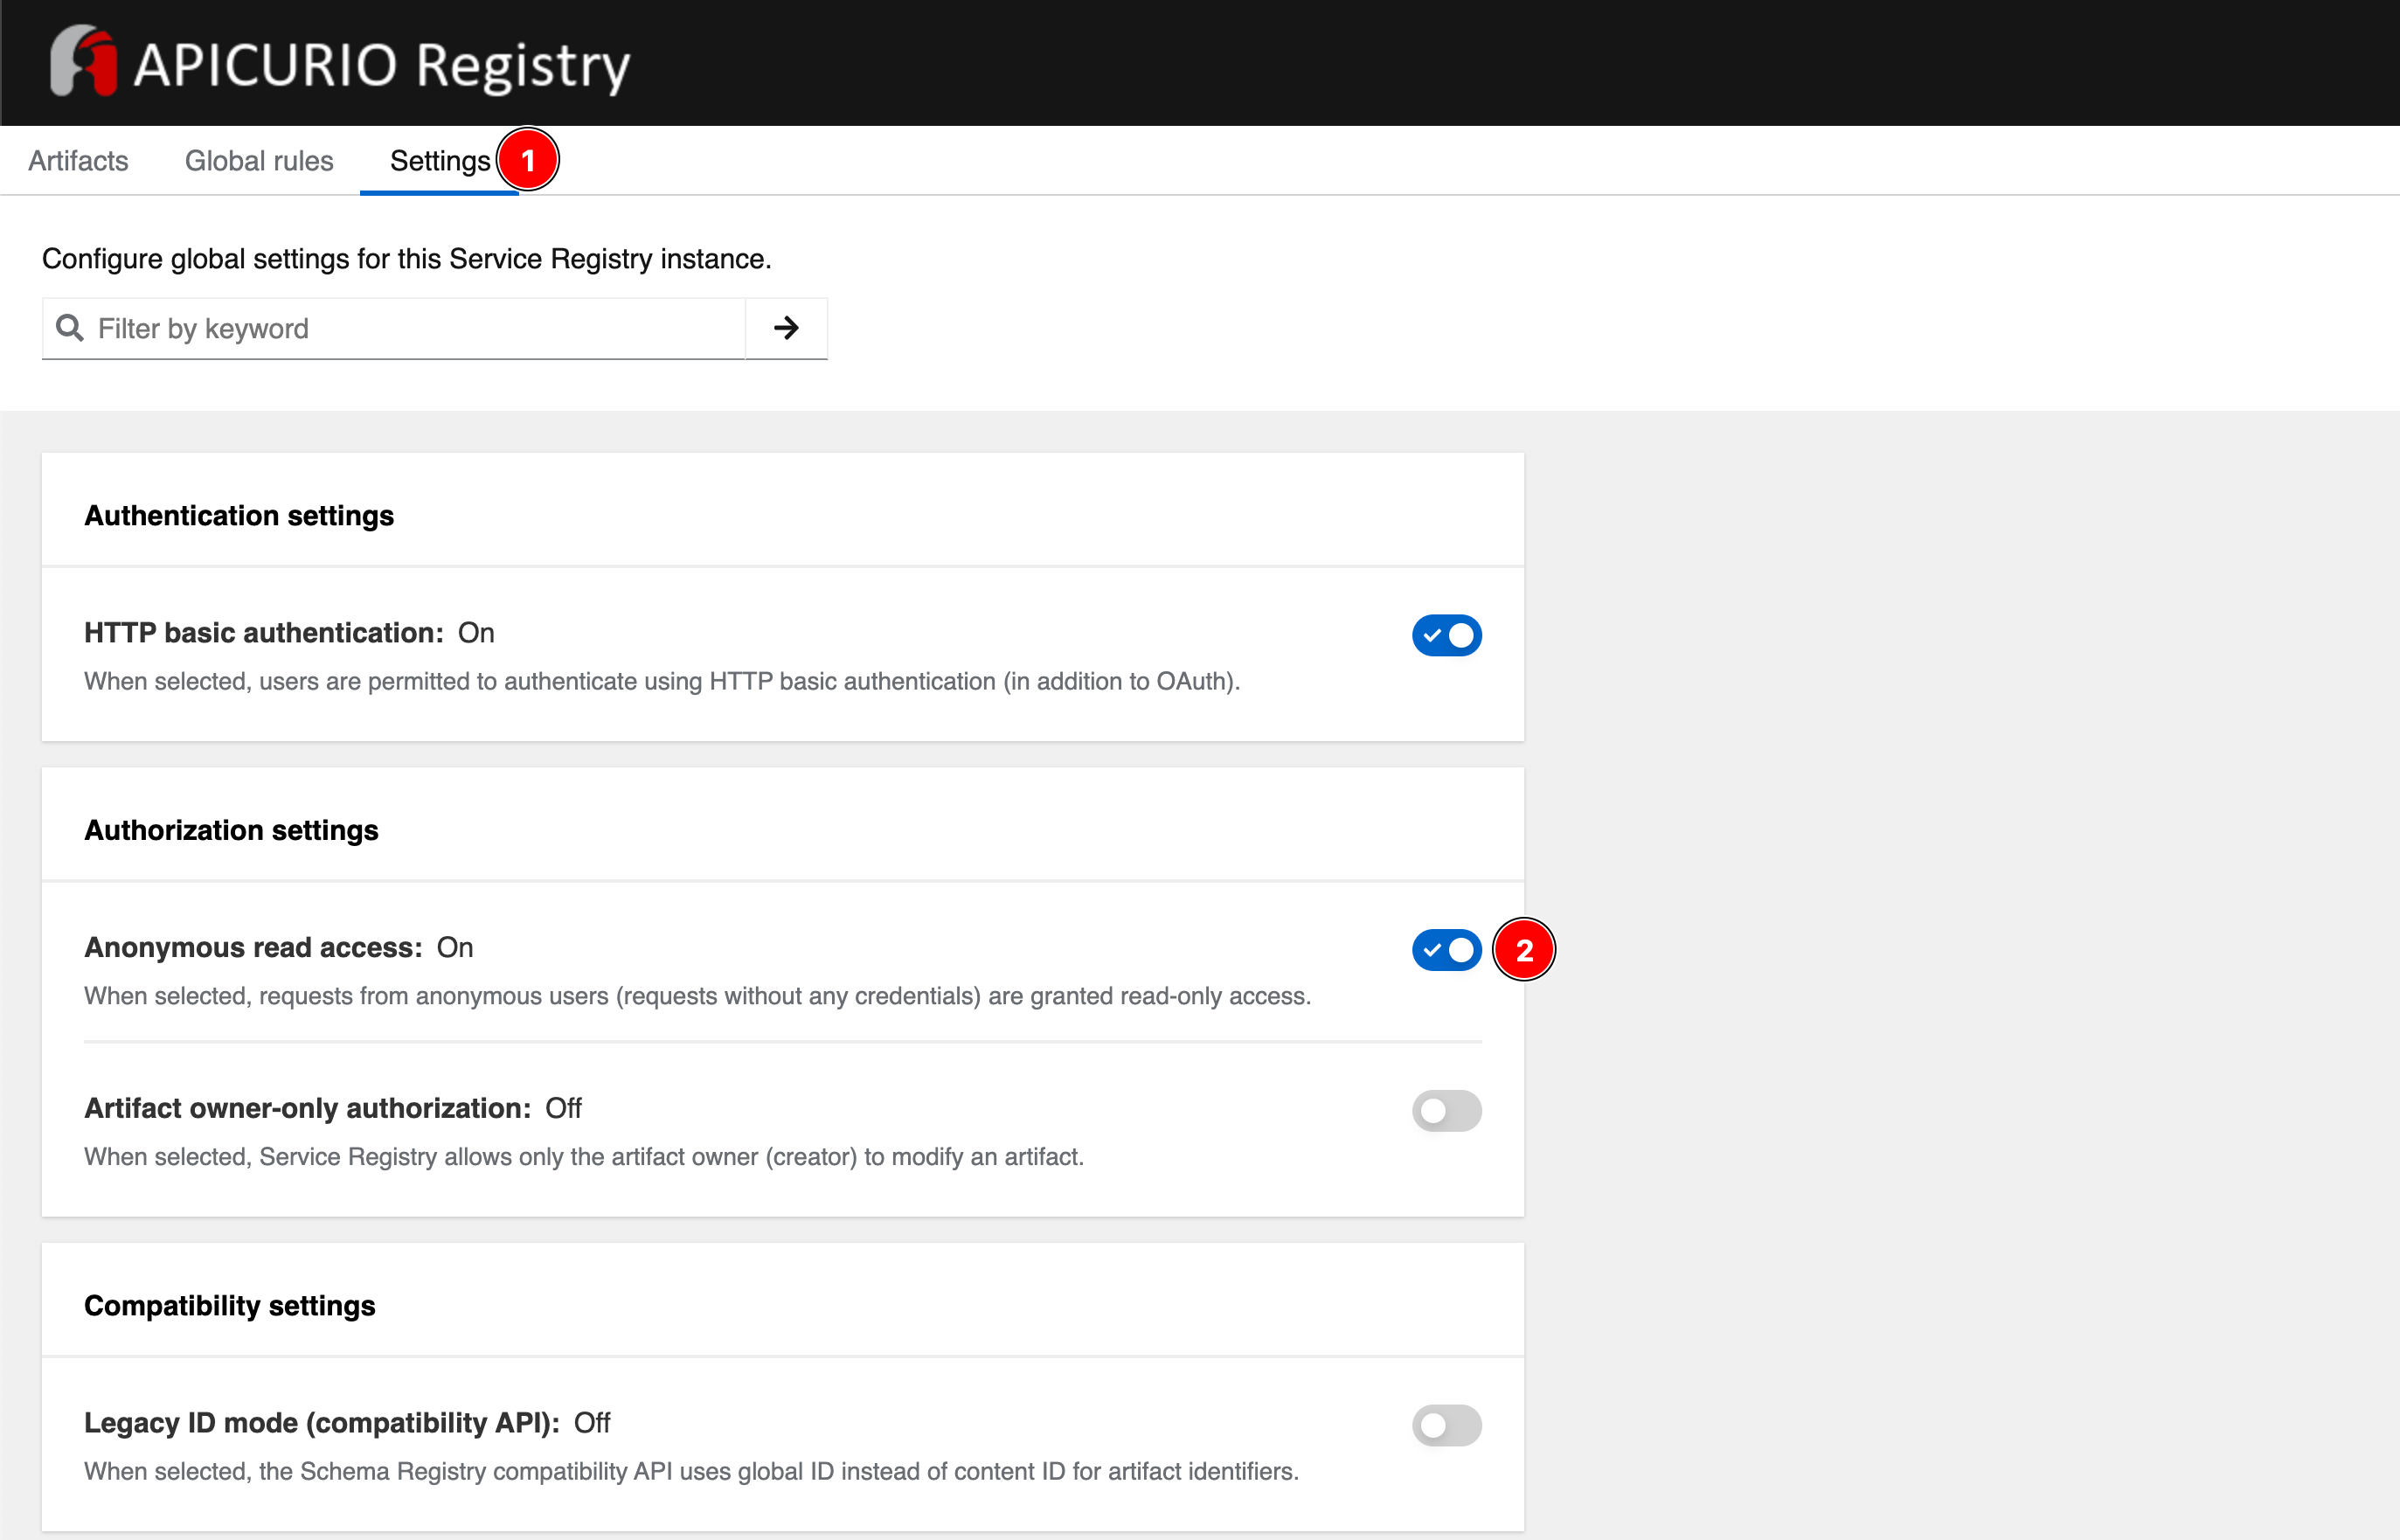 APICURIO Registry
Artifacts Global rules Settings 1
Configure global settings for this Service Registry instance.
Filter by keyword
Authentication settings
HTTP basic authentication: On
When selected, users are permitted to authenticate using HTTP basic authentication (in addition to OAuth).
Authorization settings
Anonymous read access: On
2
When selected, requests from anonymous users (requests without any credentials) are granted read-only access.
Artifact owner-only authorization: Off
When selected, Service Registry allows only the artifact owner (creator) to modify an artifact.
Compatibility settings
Legacy ID mode (compatibility API): Off
When selected, the Schema Registry compatibility API uses global ID instead of content ID for artifact identifiers.